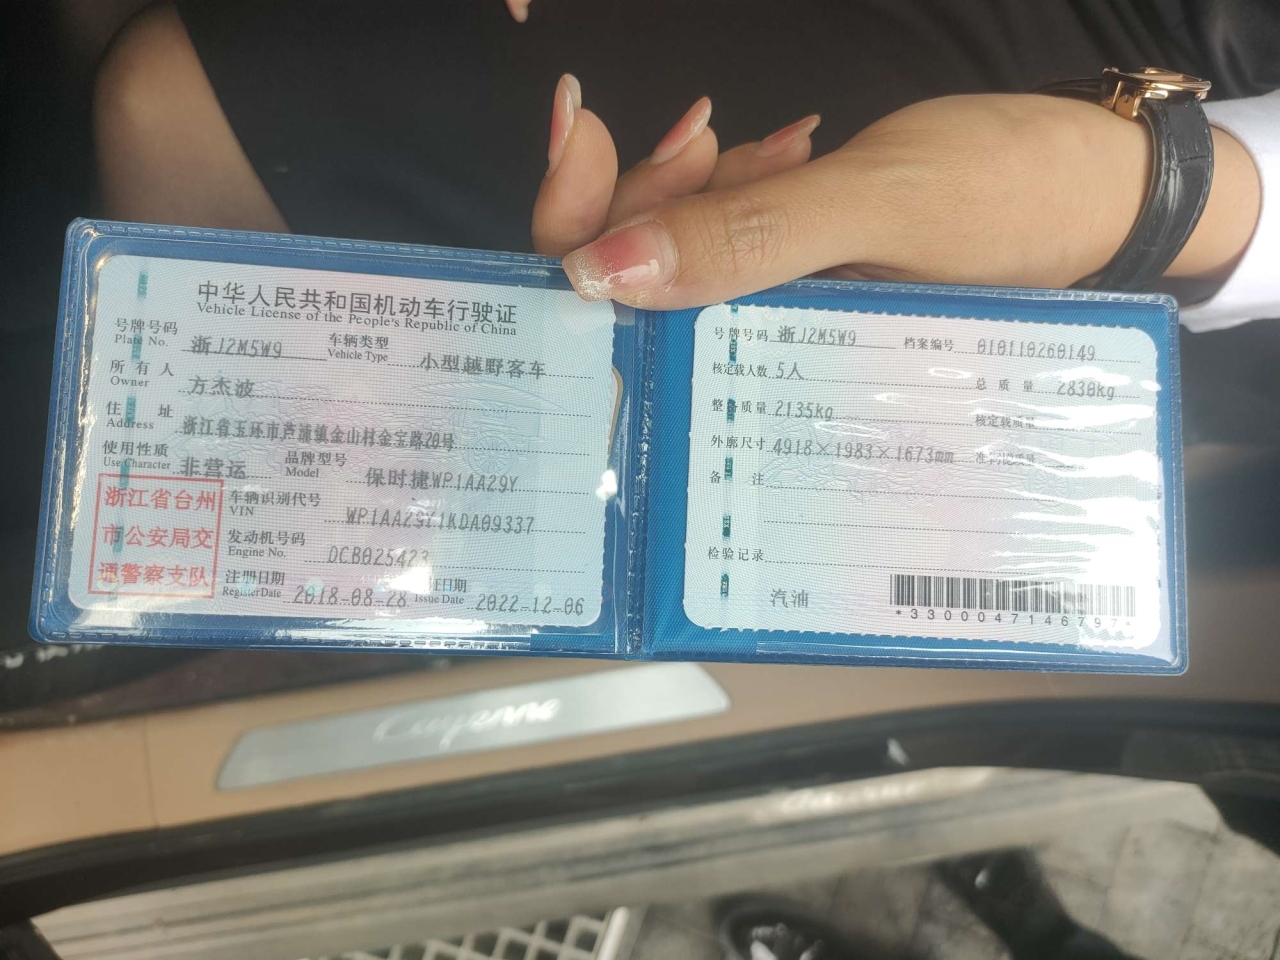 中华人民共和国机动车行驶证
Vehicle License of the People's Republic of China
号牌号码 浙J2M5W9 车辆类型 小型越野客车
Plate No. Vehicle Type
所有人 方杰波
Owner
住址 浙江省玉环市芦浦镇金山村金宝路20号
Address
使用性质 非营运 品牌型号 保时捷WP1AA29Y
Use Character Model
浙江省台州
市公安局交
通警察支队
车辆识别代号 WP1AA29Y1KDA09337
VIN
发动机号码 DCB025423
Engine No.
注册日期 2018-08-28 证日期 2022-12-06
Register Date Issue Date
号牌号码 浙J2M5W9 档案编号 010110260149
核定载人数 5人 总质量 2830kg
整备质量 2135kg 核定载质量
外廓尺寸 4918×1983×1673mm
备注
检验记录
汽油
*3300047146797*
Cayenne